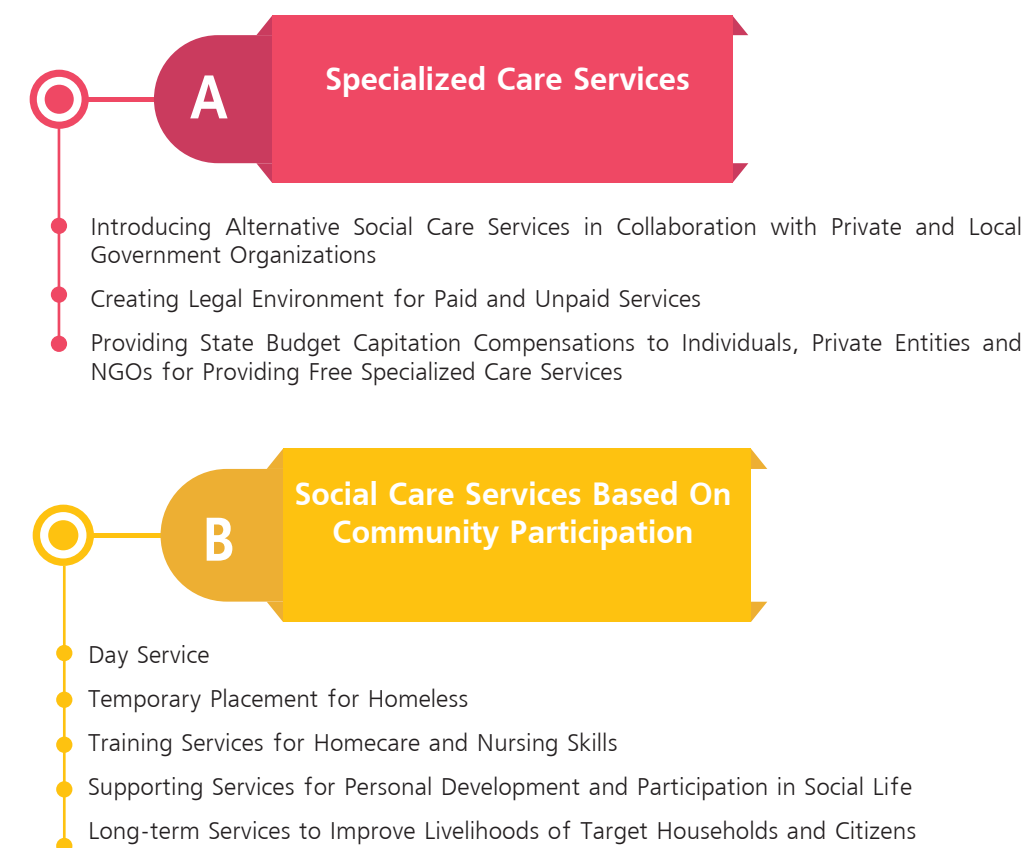 A
Specialized Care Services
Introducing Alternative Social Care Services in Collaboration with Private and Local
Government Organizations
Creating Legal Environment for Paid and Unpaid Services
Providing State Budget Capitation Compensations to Individuals, Private Entities and
NGOs for Providing Free Specialized Care Services
B
Social Care Services Based On
Community Participation
Day Service
Temporary Placement for Homeless
Training Services for Homecare and Nursing Skills
Supporting Services for Personal Development and Participation in Social Life
Long-term Services to Improve Livelihoods of Target Households and Citizens